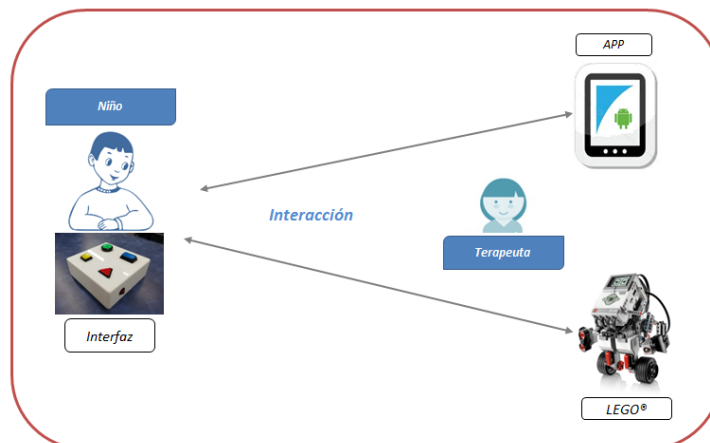 APP
Niño
Interacción
Terapeuta
Interfaz
LEGO®